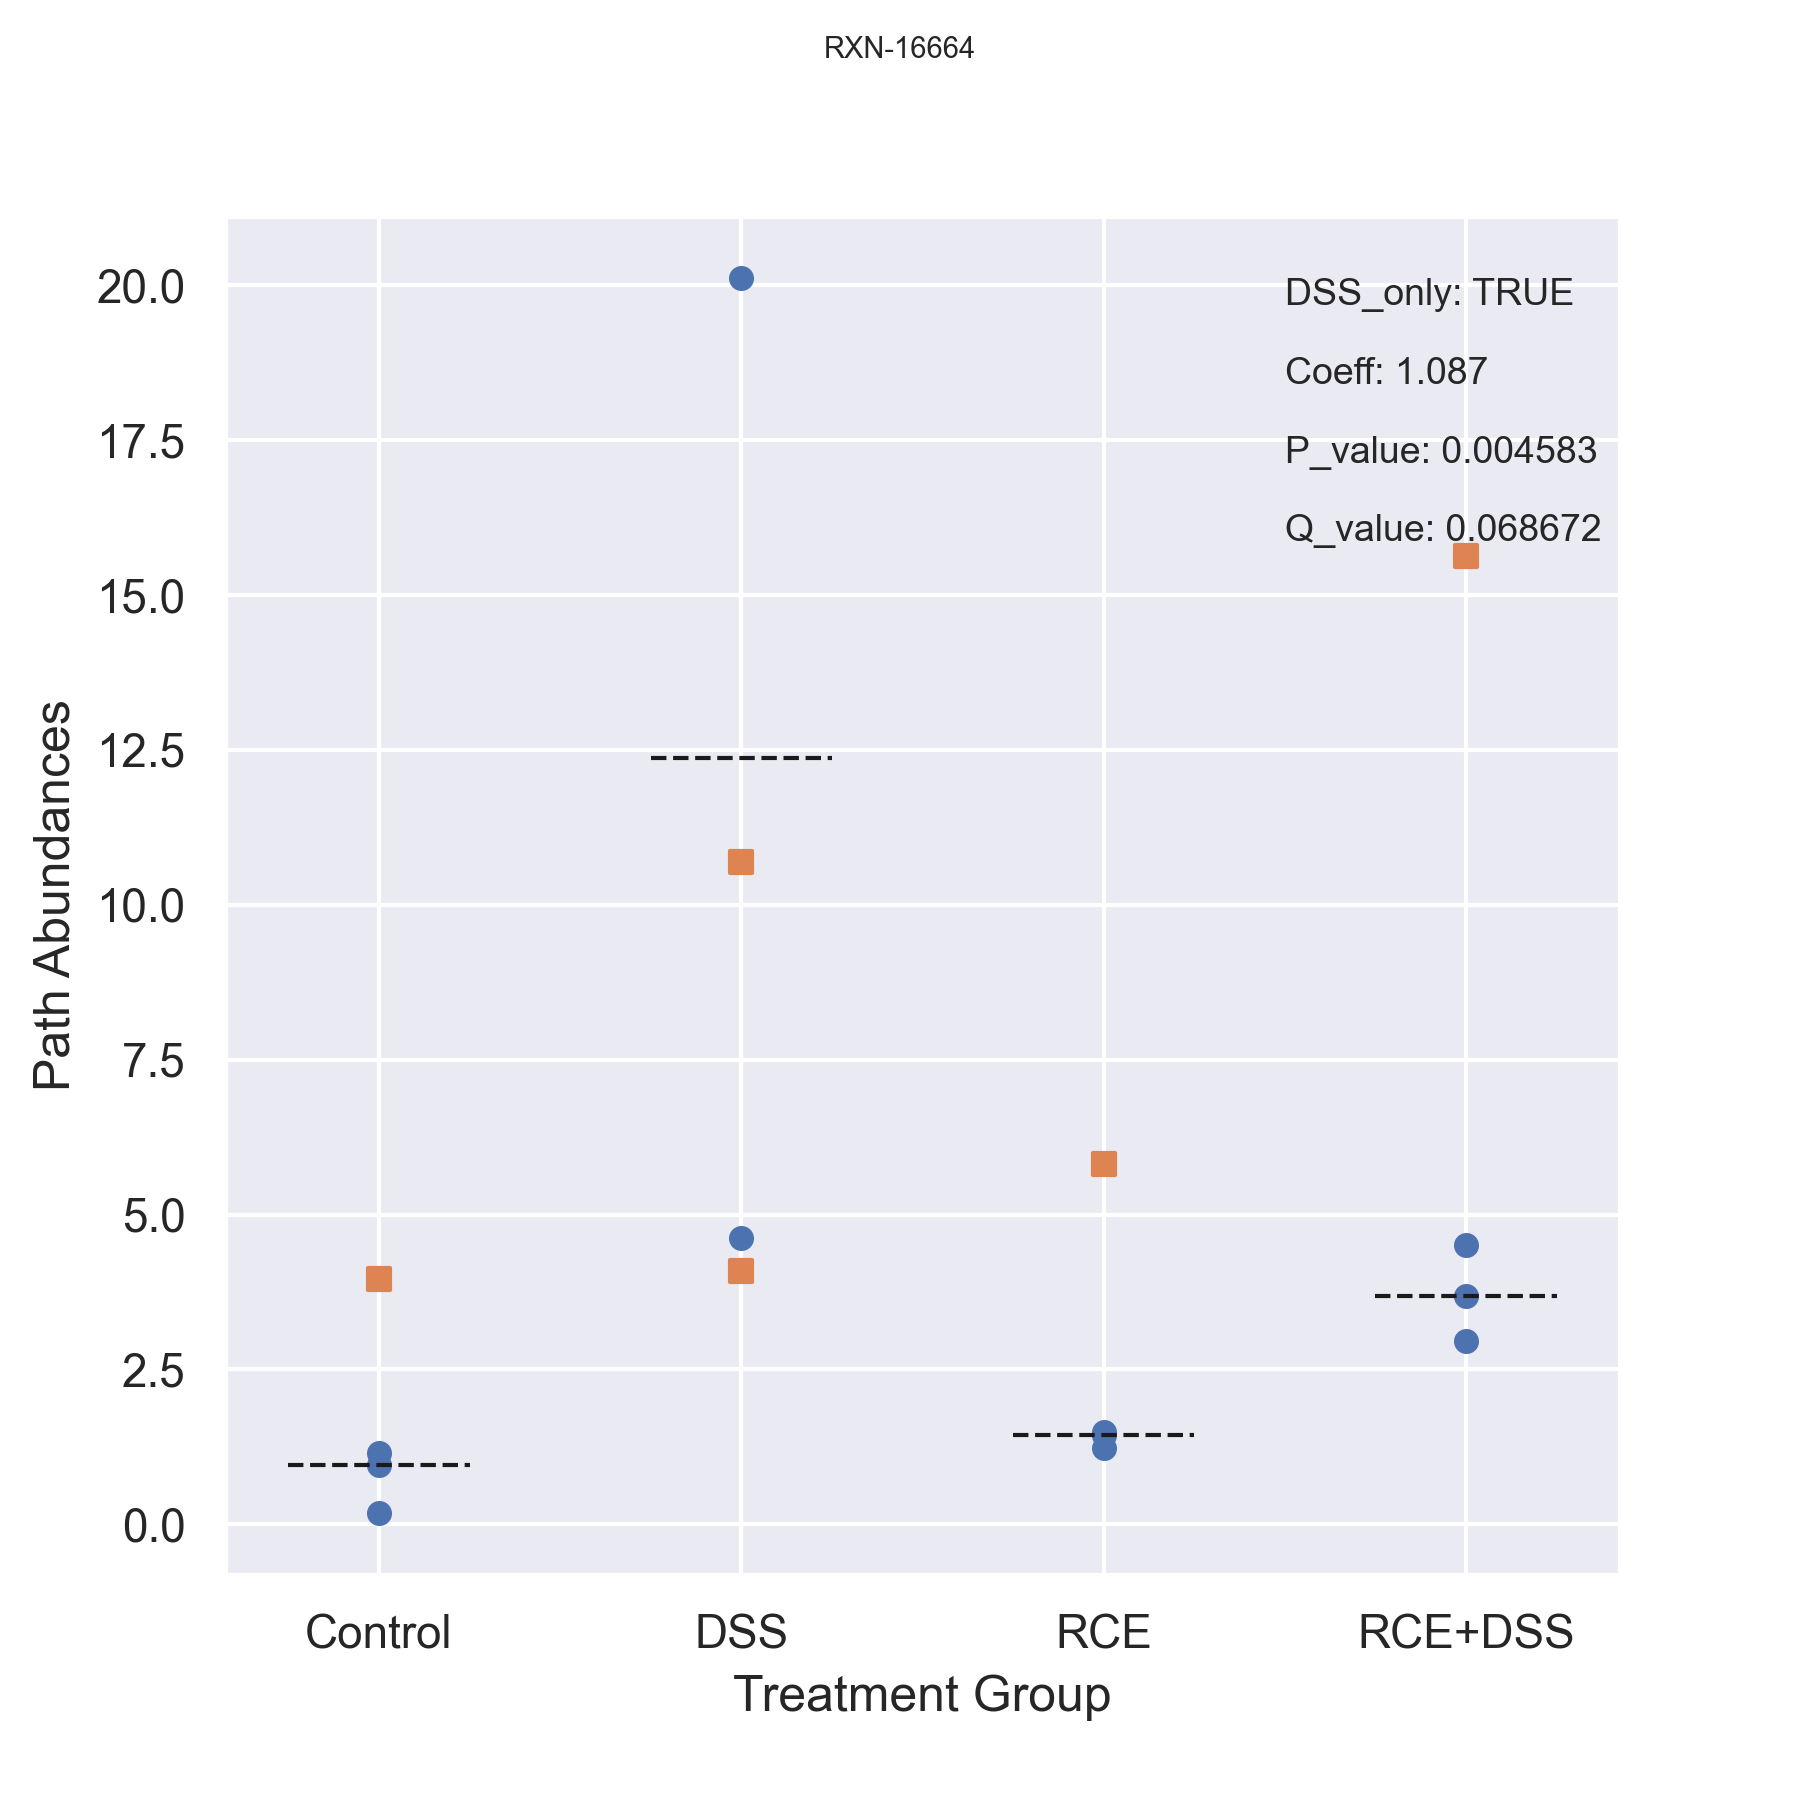 RXN-16664
DSS_only: TRUE
Coeff: 1.087
P_value: 0.004583
Q_value: 0.068672
20.0
17.5
15.0
12.5
10.0
7.5
5.0
2.5
0.0
Path Abundances
Control DSS RCE RCE+DSS
Treatment Group